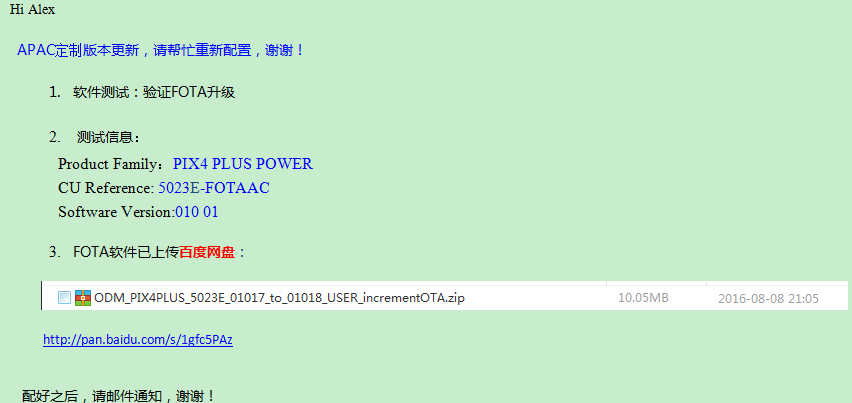 Hi Alex
APAC定制版本更新，请帮忙重新配置，谢谢！
1. 软件测试：验证FOTA升级
2. 测试信息：
Product Family：PIX4 PLUS POWER
CU Reference: 5023E-FOTAAC
Software Version:010 01
3. FOTA软件已上传百度网盘：
ODM_PIX4PLUS_5023E_01017_to_01018_USER_incrementOTA.zip 10.05MB 2016-08-08 21:05
http://pan.baidu.com/s/1gfc5PAz
配好之后，请邮件通知，谢谢！